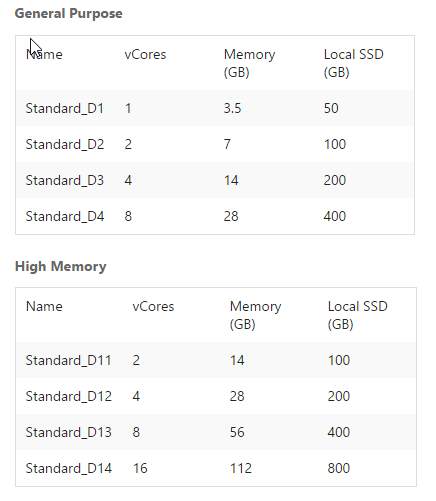 General Purpose
Name vCores Memory (GB) Local SSD (GB)
Standard_D1 1 3.5 50
Standard_D2 2 7 100
Standard_D3 4 14 200
Standard_D4 8 28 400
High Memory
Name vCores Memory (GB) Local SSD (GB)
Standard_D11 2 14 100
Standard_D12 4 28 200
Standard_D13 8 56 400
Standard_D14 16 112 800